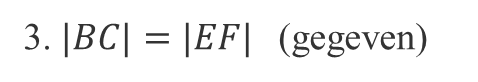 3. |BC| = |EF| (gegeven)